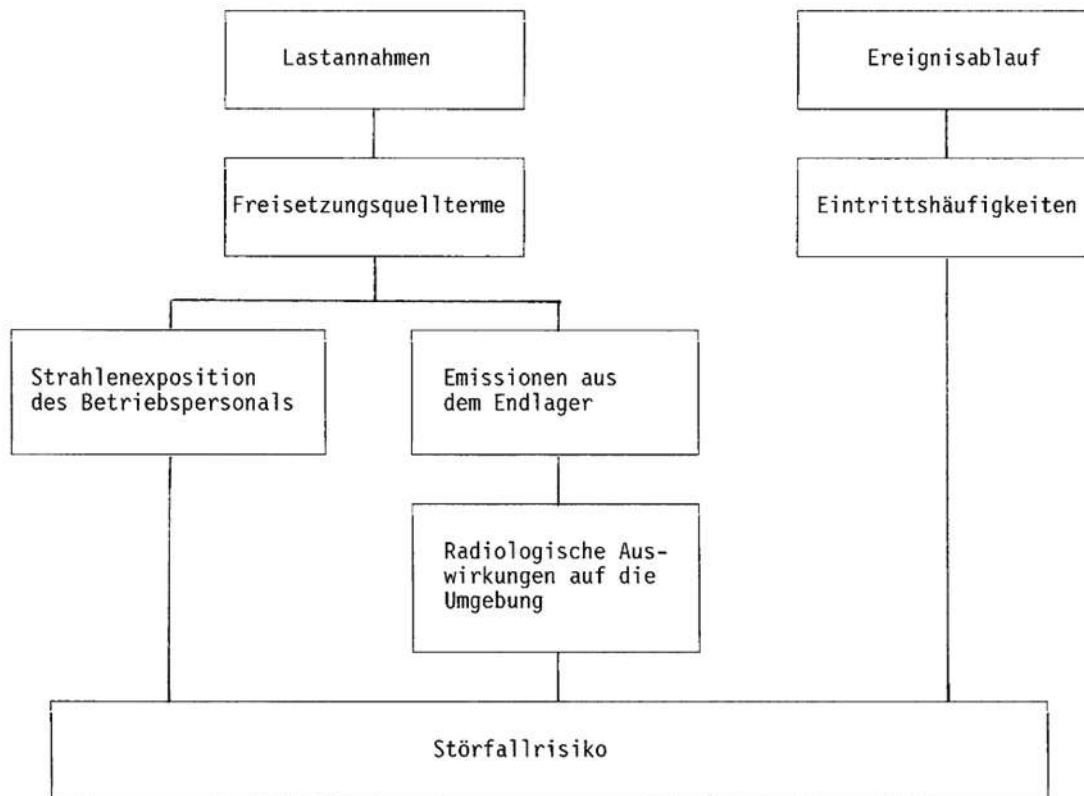 Lastannahmen
Ereignisablauf
Freisetzungsquellterme
Eintrittshäufigkeiten
Strahlenexposition
des Betriebspersonals
Emissionen aus
dem Endlager
Radiologische Aus-
wirkungen auf die
Umgebung
Störfallrisiko